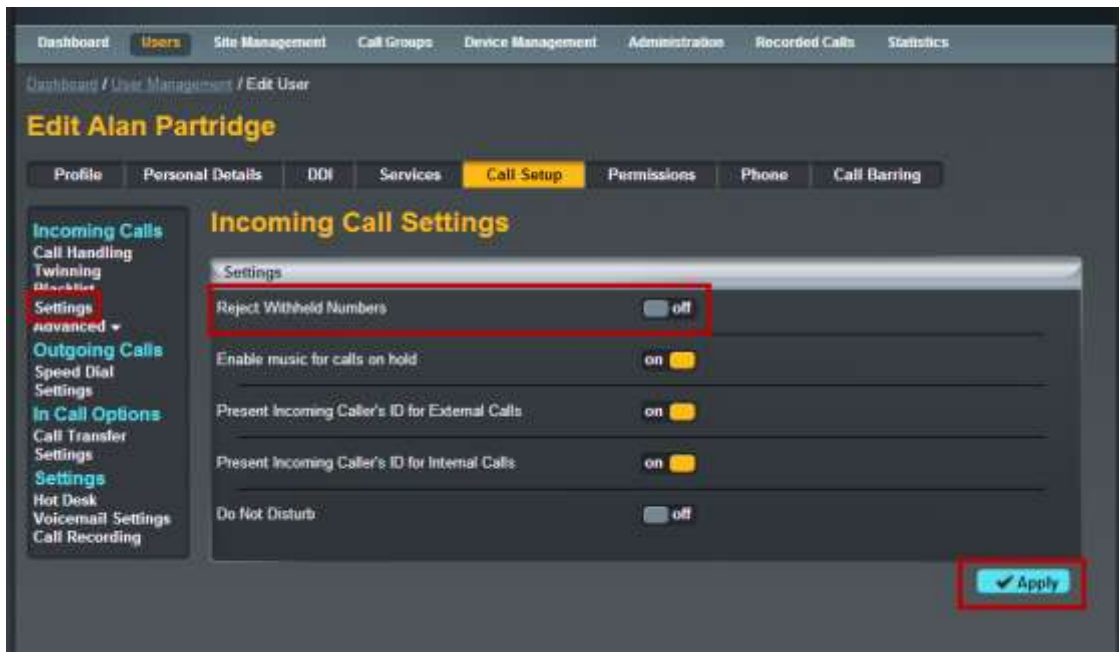 Dashboard Users Site Management Call Groups Device Management Administration Recorded Calls Statistics
Dashboard / User Management / Edit User
Edit Alan Partridge
Profile Personal Details DDI Services Call Setup Permissions Phone Call Barring
Incoming Calls
Call Handling
Twinning
Blacklist
Settings
Advanced
Outgoing Calls
Speed Dial
Settings
In Call Options
Call Transfer
Settings
Settings
Hot Desk
Voicemail Settings
Call Recording
Incoming Call Settings
Settings
Reject Withheld Numbers off
Enable music for calls on hold on
Present Incoming Caller's ID for External Calls on
Present Incoming Caller's ID for Internal Calls on
Do Not Disturb off
Apply